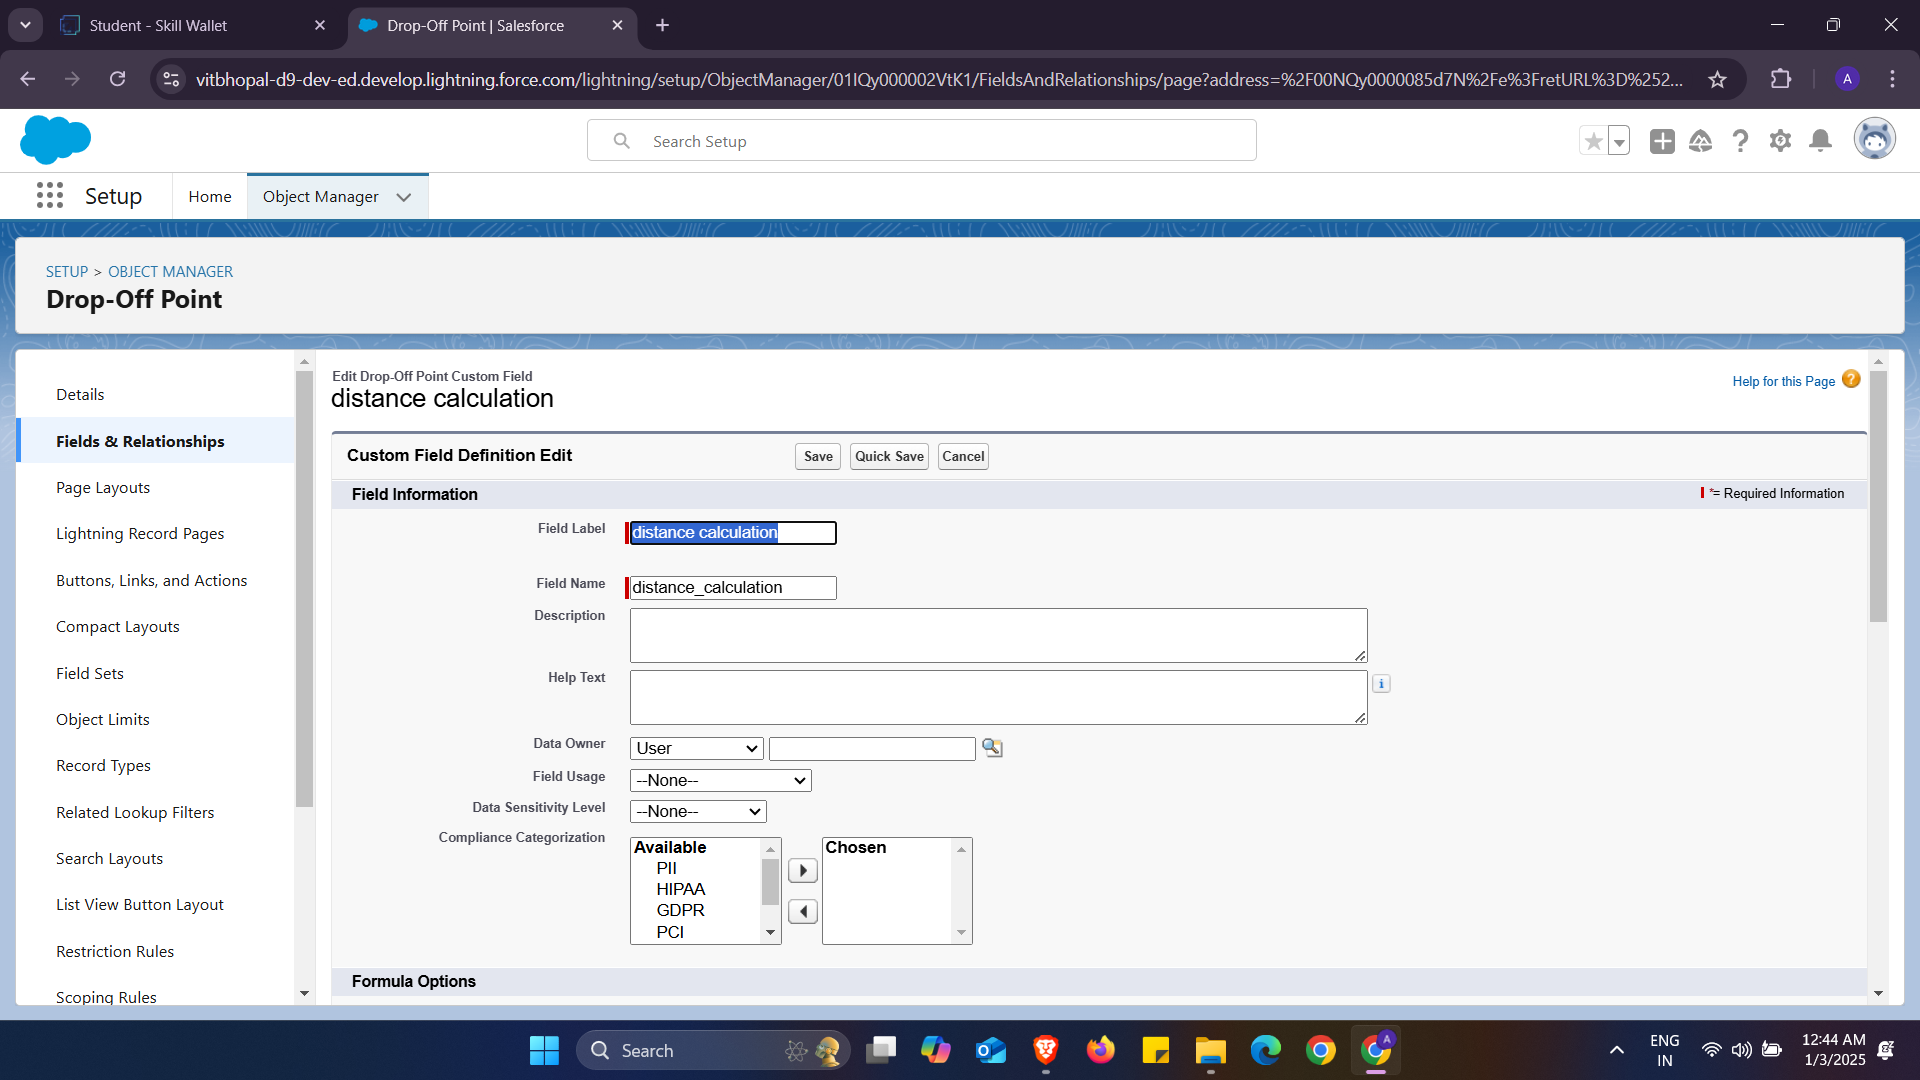 Student - Skill Wallet
Drop-Off Point | Salesforce
vitbhopal-d9-dev-ed.develop.lightning.force.com/lightning/setup/ObjectManager/01IQy000002VtK1/FieldsAndRelationships/page?address=%2F00NQy0000085d7N%2Fe%3FretURL%3D%252...
A
Search Setup
Setup
Home
Object Manager
SETUP > OBJECT MANAGER
Drop-Off Point
Details
Fields & Relationships
Page Layouts
Lightning Record Pages
Buttons, Links, and Actions
Compact Layouts
Field Sets
Object Limits
Record Types
Related Lookup Filters
Search Layouts
List View Button Layout
Restriction Rules
Scoping Rules
Edit Drop-Off Point Custom Field
distance calculation
Help for this Page
Custom Field Definition Edit
Save
Quick Save
Cancel
Field Information
*= Required Information
Field Label
distance calculation
Field Name
distance_calculation
Description
Help Text
Data Owner
User
Field Usage
--None--
Data Sensitivity Level
--None--
Compliance Categorization
Available
PII
HIPAA
GDPR
PCI
Chosen
Formula Options
Search
A
ENG
IN
12:44 AM
1/3/2025